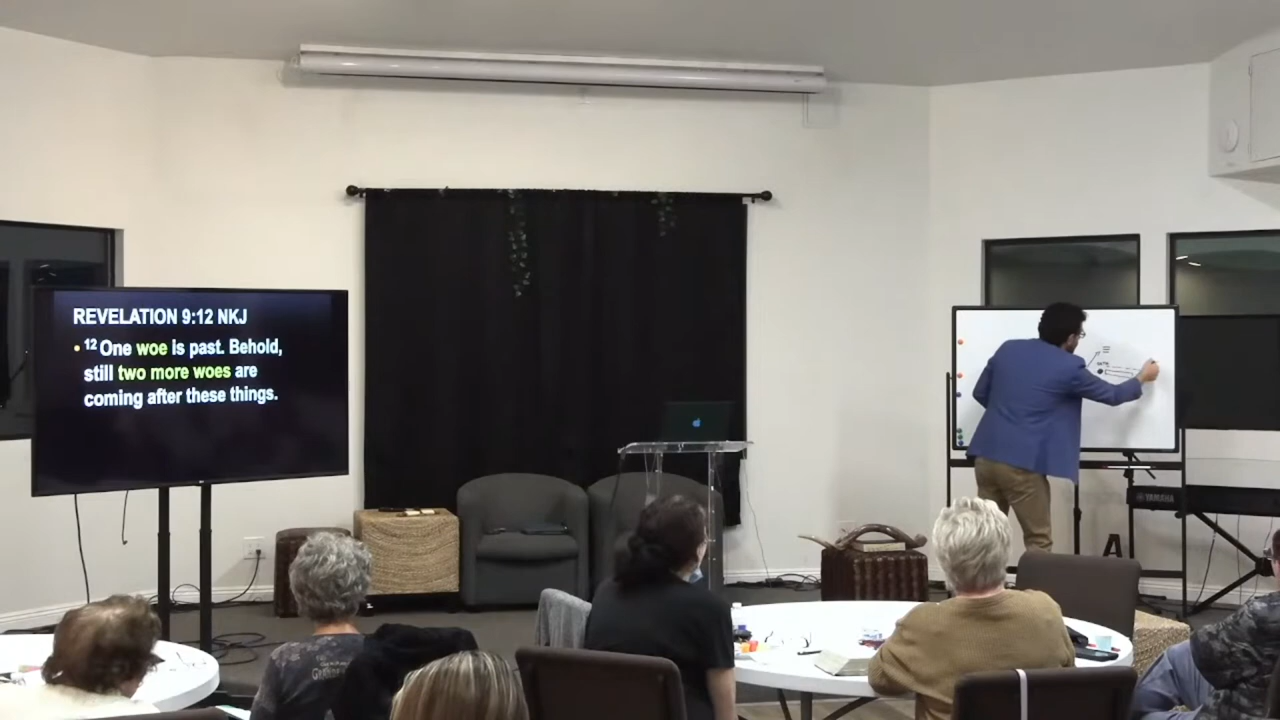 REVELATION 9:12 NKJ
• 12 One woe is past. Behold,
still two more woes are
coming after these things.
YAMAHA